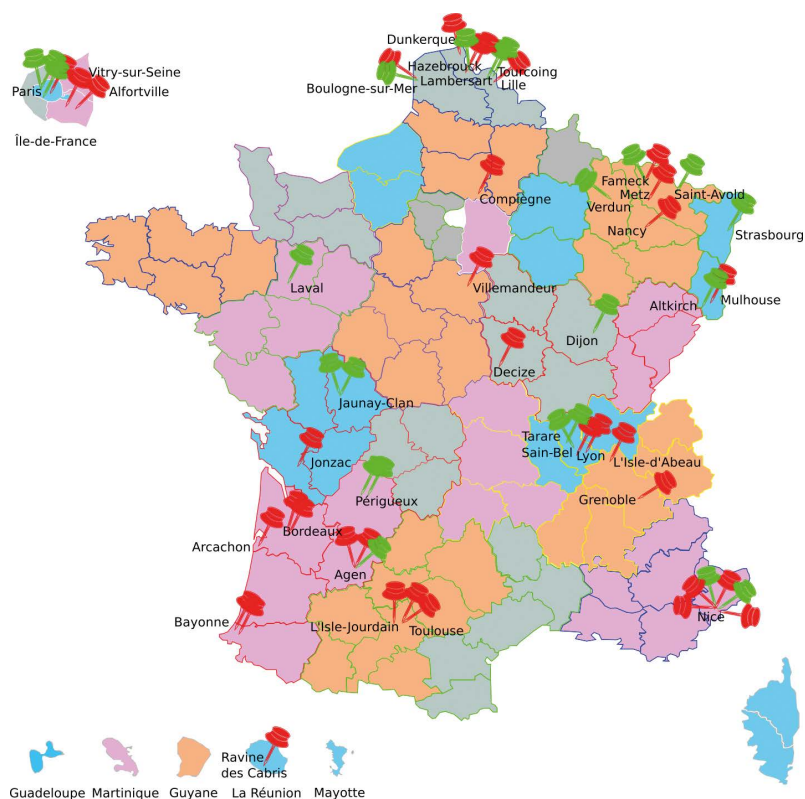 Dunkerque
Hazebrouck
Tourcoing
Lambersart
Lille
Boulogne-sur-Mer
Vitry-sur-Seine
Paris
Alfortville
Île-de-France
Compiègne
Fameck
Metz
Saint-Avold
Verdun
Nancy
Strasbourg
Laval
Villemandeur
Altkirch
Mulhouse
Dijon
Decize
Jaunay-Clan
Tarare
Sain-Bel
Lyon
L'Isle-d'Abeau
Jonzac
Périgueux
Grenoble
Bordeaux
Arcachon
Agen
Bayonne
L'Isle-Jourdain
Toulouse
Nice
Ravine
des Cabris
Guadeloupe
Martinique
Guyane
La Réunion
Mayotte